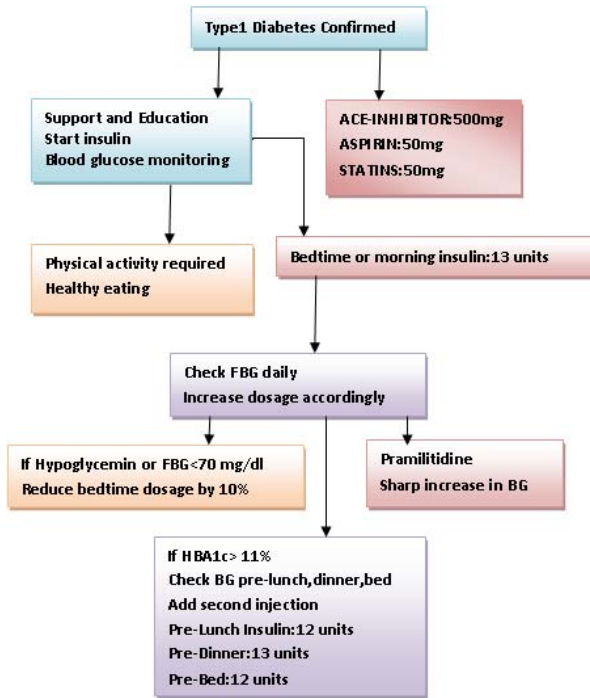 Type1 Diabetes Confirmed
Support and Education
Start insulin
Blood glucose monitoring
ACE-INHIBITOR:500mg
ASPIRIN:50mg
STATINS:50mg
Physical activity required
Healthy eating
Bedtime or morning insulin:13 units
Check FBG daily
Increase dosage accordingly
If Hypoglycemin or FBG<70 mg/dl
Reduce bedtime dosage by 10%
Pramilitidine
Sharp increase in BG
If HBA1c> 11%
Check BG pre-lunch,dinner,bed
Add second injection
Pre-Lunch Insulin:12 units
Pre-Dinner:13 units
Pre-Bed:12 units